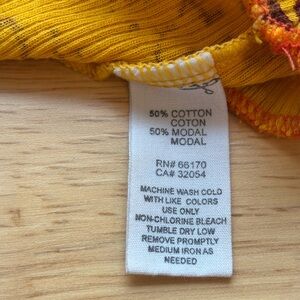 50% COTTON
COTON
50% MODAL
MODAL
RN# 66170
CA# 32054
MACHINE WASH COLD
WITH LIKE COLORS
USE ONLY
NON-CHLORINE BLEACH
TUMBLE DRY LOW
REMOVE PROMPTLY
MEDIUM IRON AS
NEEDED